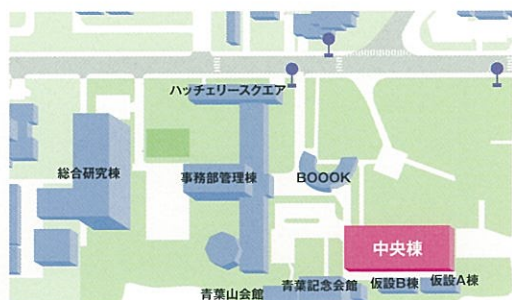 ハッチェリースクエア
総合研究棟
事務部管理棟
BOOOK
中央棟
青葉山会館
青葉記念会館
仮設B棟
仮設A棟